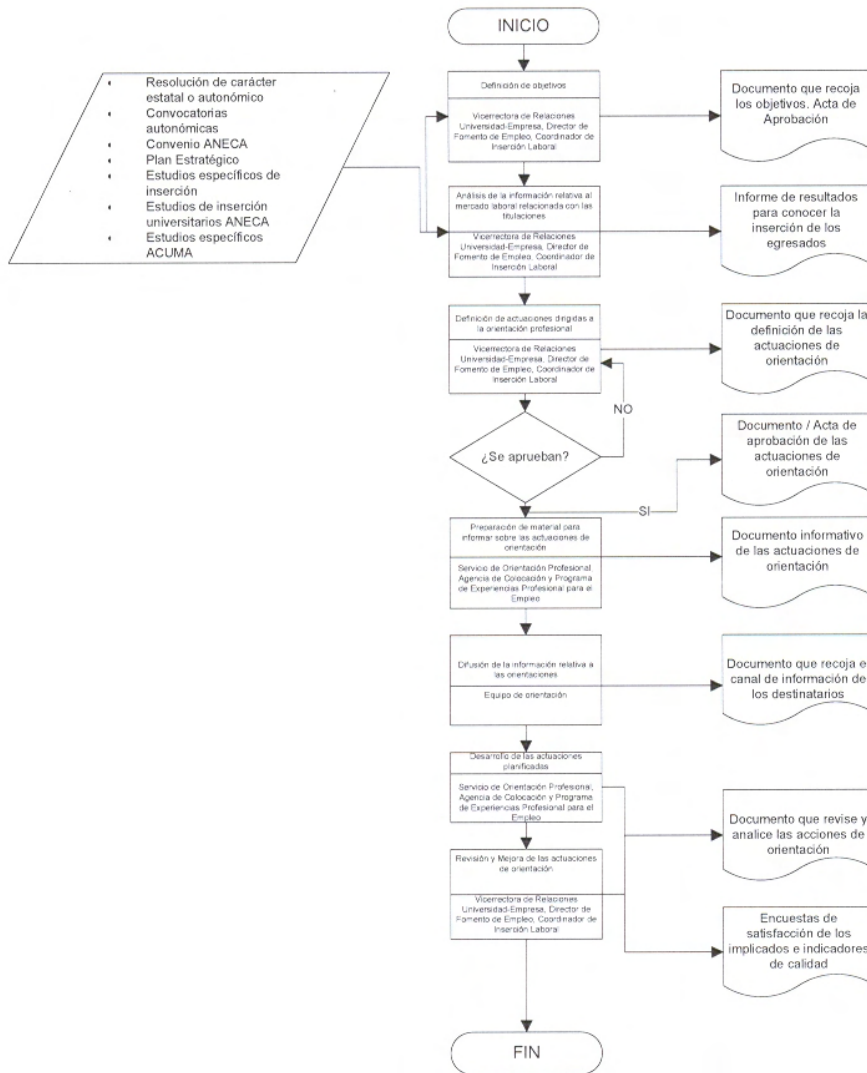 INICIO
Resolución de carácter
estatal o autonómico
Convocatorias
autonómicas
Convenio ANECA
Plan Estratégico
Estudios específicos de
inserción
Estudios de inserción
universitarios ANECA
Estudios específicos
ACUMA
Definición de objetivos
Vicerrectora de Relaciones
Universidad-Empresa, Director de
Fomento de Empleo, Coordinador de
Inserción Laboral
Documento que recoja
los objetivos. Acta de
Aprobación
Análisis de la información relativa al
mercado laboral relacionada con las
titulaciones
Vicerrectora de Relaciones
Universidad-Empresa, Director de
Fomento de Empleo, Coordinador de
Inserción Laboral
Informe de resultados
para conocer la
inserción de los
egresados
Definición de actuaciones dirigidas a
la orientación profesional
Vicerrectora de Relaciones
Universidad-Empresa, Director de
Fomento de Empleo, Coordinador de
Inserción Laboral
Documento que recoja la
definición de las
actuaciones de
orientación
NO
¿Se aprueban?
Documento / Acta de
aprobación de las
actuaciones de
orientación
SI
Preparación de material para
informar sobre las actuaciones de
orientación
Servicio de Orientación Profesional,
Agencia de Colocación y Programa
de Experiencias Profesional para el
Empleo
Documento informativo
de las actuaciones de
orientación
Difusión de la información relativa a
las orientaciones
Equipo de orientación
Documento que recoja e
canal de información de
los destinatarios
Desarrollo de las actuaciones
planificadas
Servicio de Orientación Profesional,
Agencia de Colocación y Programa
de Experiencias Profesional para el
Empleo
Documento que revise y
analice las acciones de
orientación
Revisión y Mejora de las actuaciones
de orientación
Vicerrectora de Relaciones
Universidad-Empresa, Director de
Fomento de Empleo, Coordinador de
Inserción Laboral
Encuestas de
satisfacción de los
implicados e indicadores
de calidad
FIN